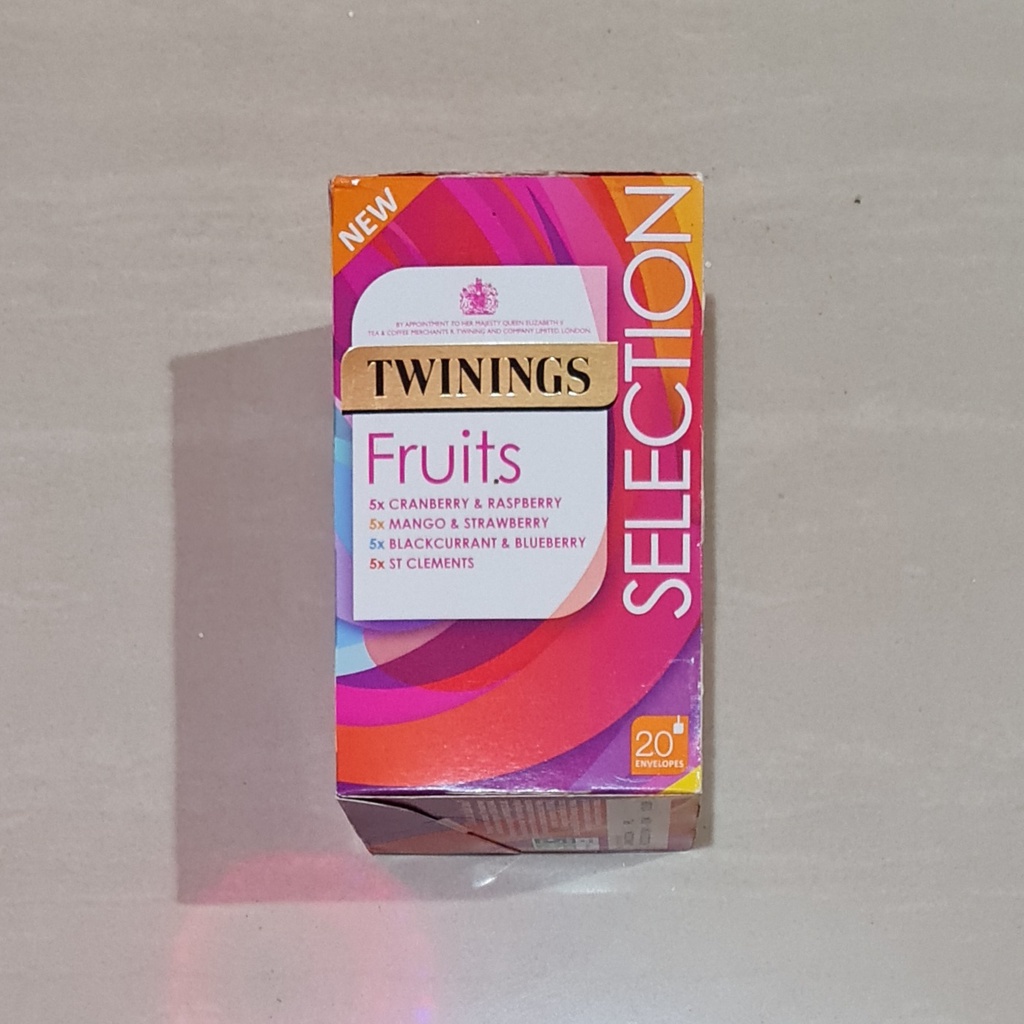 NEW
BY APPOINTMENT TO HER MAJESTY QUEEN ELIZABETH II
TEA & COFFEE MERCHANTS R. TWINING AND COMPANY LIMITED, LONDON.
TWININGS
Fruits
5x CRANBERRY & RASPBERRY
5x MANGO & STRAWBERRY
5x BLACKCURRANT & BLUEBERRY
5x ST CLEMENTS
SELECTION
20
ENVELOPES